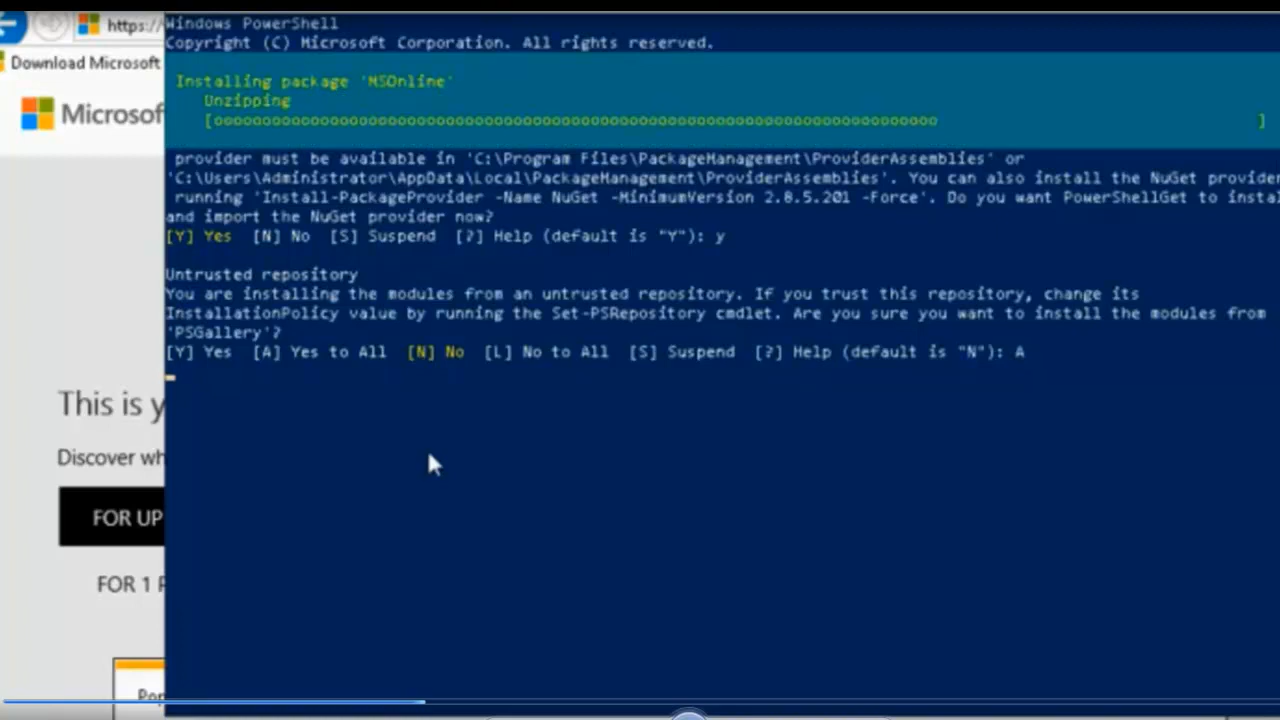 https://
Download Microsoft
Microsof
This is y
Discover wh
FOR UP
FOR 1 P
Pop
Windows PowerShell
Copyright (C) Microsoft Corporation. All rights reserved.
Installing package 'MSOnline'
Unzipping
[ooooooooooooooooooooooooooooooooooooooooooooooooooooooooooooooooooooooooooo ]
provider must be available in 'C:\Program Files\PackageManagement\ProviderAssemblies' or
'C:\Users\Administrator\AppData\Local\PackageManagement\ProviderAssemblies'. You can also install the NuGet provider
running 'Install-PackageProvider -Name NuGet -MinimumVersion 2.8.5.201 -Force'. Do you want PowerShellGet to instal
and import the NuGet provider now?
[Y] Yes [N] No [S] Suspend [?] Help (default is "Y"): y
Untrusted repository
You are installing the modules from an untrusted repository. If you trust this repository, change its
InstallationPolicy value by running the Set-PSRepository cmdlet. Are you sure you want to install the modules from
'PSGallery'?
[Y] Yes [A] Yes to All [N] No [L] No to All [S] Suspend [?] Help (default is "N"): A